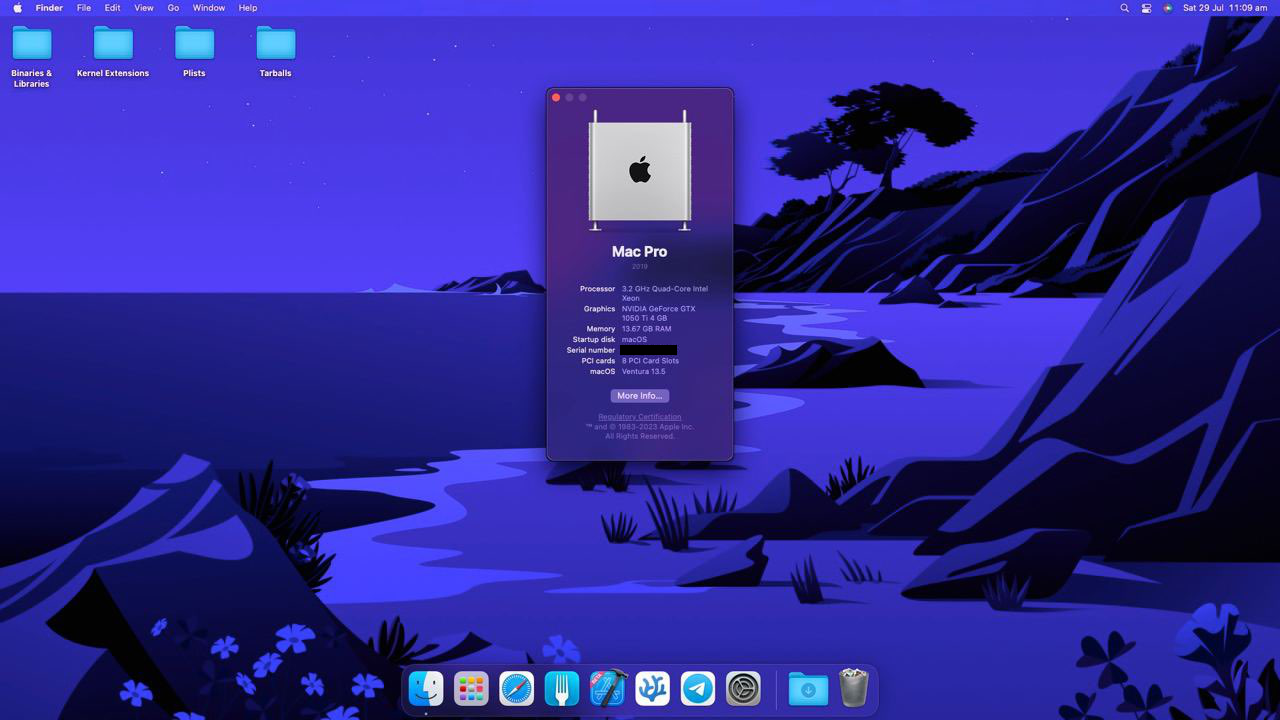 Finder File Edit View Go Window Help Sat 29 Jul 11:09 am
Binaries &
Libraries
Kernel Extensions
Plists
Tarballs
Mac Pro
2019
Processor 3.2 GHz Quad-Core Intel
Xeon
Graphics NVIDIA GeForce GTX
1050 Ti 4 GB
Memory 13.67 GB RAM
Startup disk macOS
Serial number
PCI cards 8 PCI Card Slots
macOS Ventura 13.5
More Info...
Regulatory Certification
™ and © 1983-2023 Apple Inc.
All Rights Reserved.
BETA